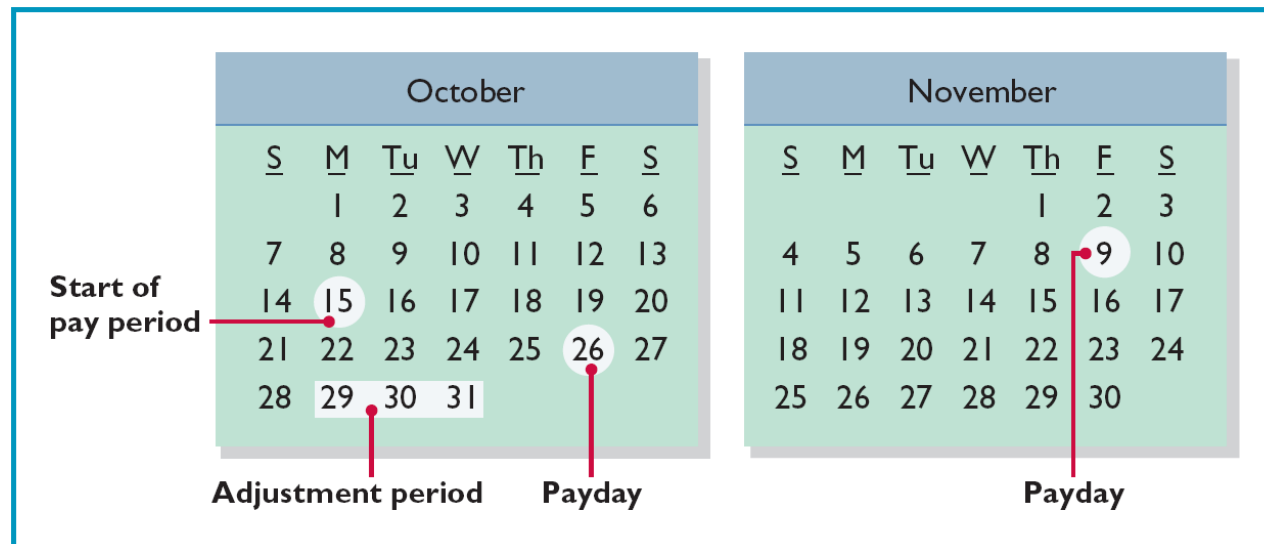 October
S M Tu W Th F S
1 2 3 4 5 6
7 8 9 10 11 12 13
14 15 16 17 18 19 20
21 22 23 24 25 26 27
28 29 30 31
November
S M Tu W Th F S
1 2 3
4 5 6 7 8 9 10
11 12 13 14 15 16 17
18 19 20 21 22 23 24
25 26 27 28 29 30
Start of
pay period
Adjustment period
Payday
Payday